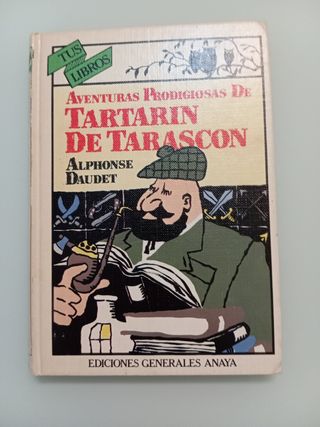 TUS
LIBROS
AVENTURAS PRODIGIOSAS DE
TARTARIN
DE TARASCON
ALPHONSE
DAUDET
EDICIONES GENERALES ANAYA